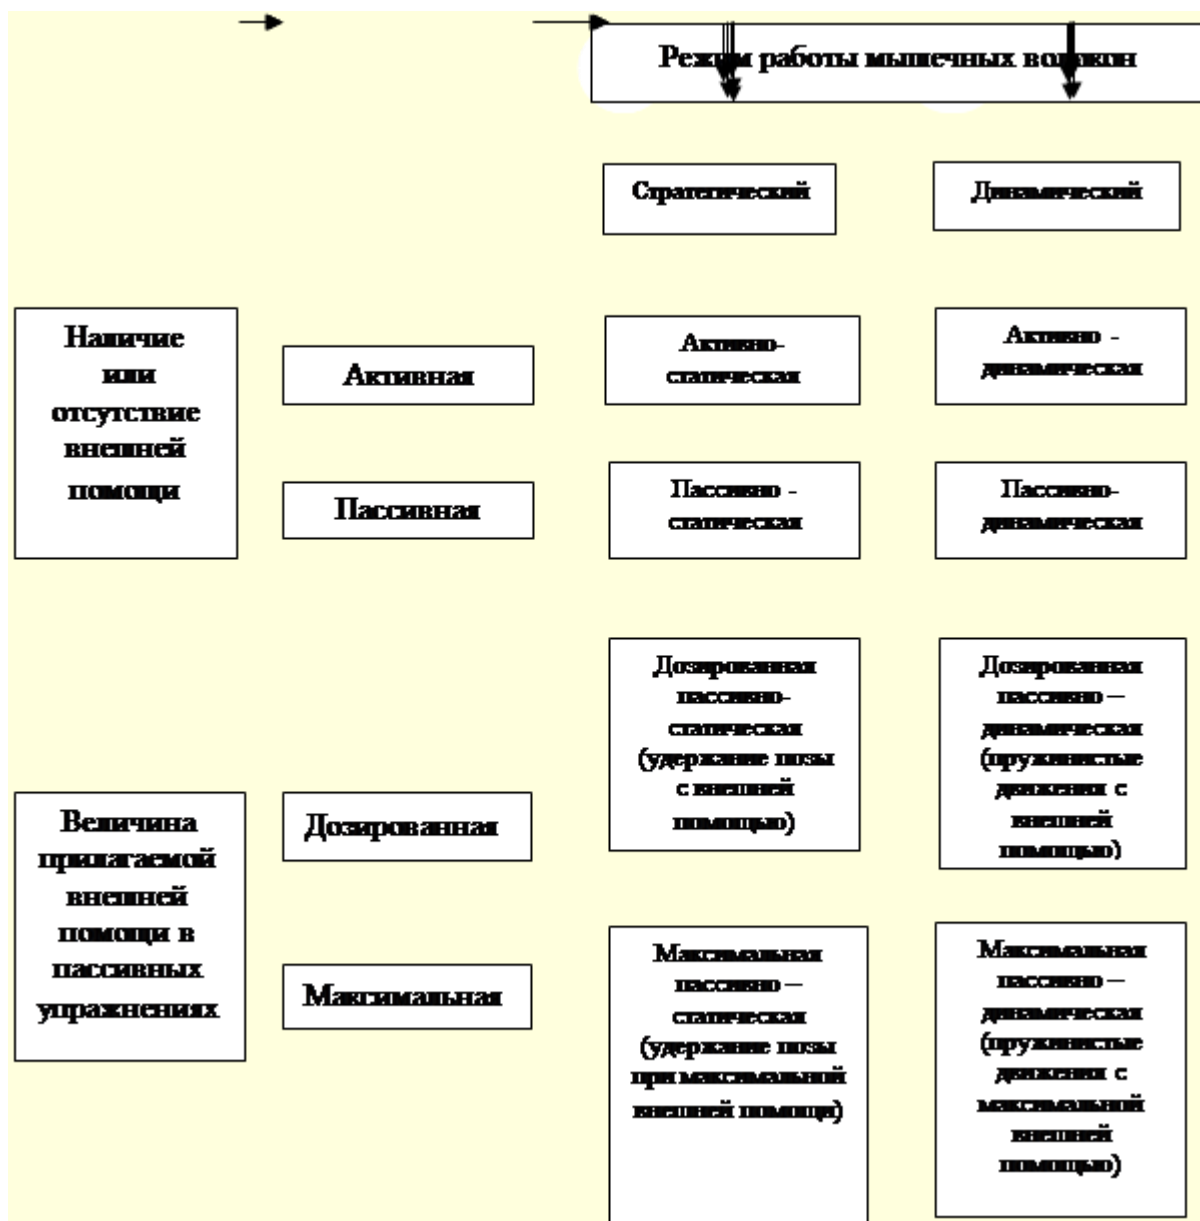 Режим работы мышечных волокон
Стратегический
Динамический
Наличие
или
отсутствие
внешней
помощи
Активная
Активно-
статическая
Активно -
динамическая
Пассивная
Пассивно -
статическая
Пассивно-
динамическая
Величина
прилагаемой
внешней
помощи в
пассивных
упражнениях
Дозированная
Дозированная
пассивно-
статическая
(удержание позы
с внешней
помощью)
Дозированная
пассивно –
динамическая
(пружинистые
движения с
внешней
помощью)
Максимальная
Максимальная
пассивно –
статическая
(удержание позы
при максимальной
внешней помощи)
Максимальная
пассивно –
динамическая
(пружинистые
движения с
максимальной
внешней
помощью)